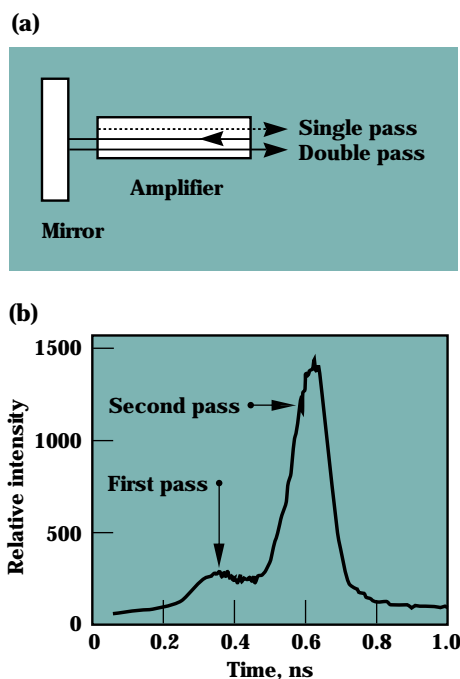 (a)
Single pass
Double pass
Amplifier
Mirror
(b)
1500
Second pass
1000
First pass
500
0
Relative intensity
0 0.2 0.4 0.6 0.8 1.0
Time, ns